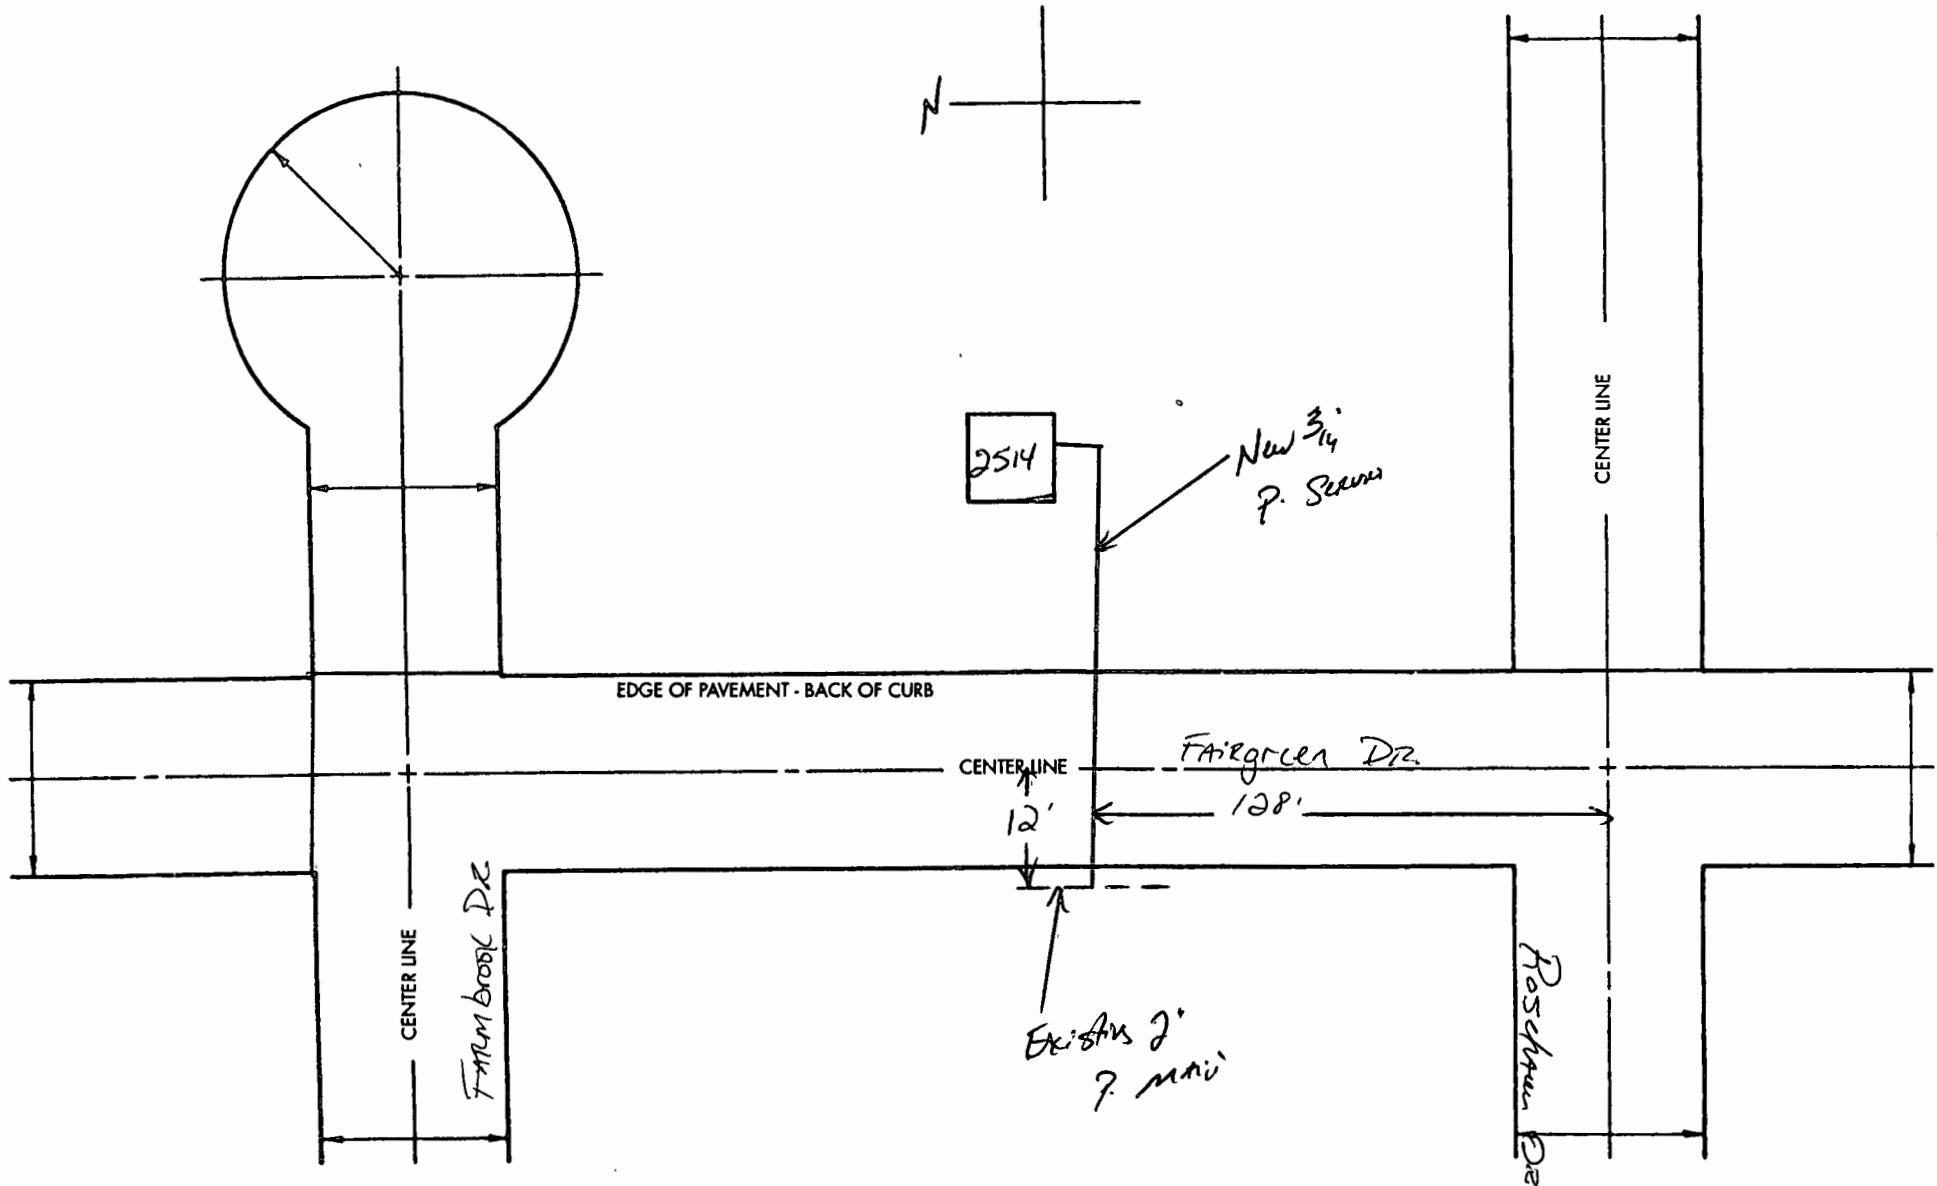 N
CENTER LINE
2514
New 3/4"
P. Service
EDGE OF PAVEMENT - BACK OF CURB
CENTER LINE
FAIRgreen DR.
12'
128'
CENTER LINE
FARMbrook DR
Existing 2"
P. MAIN
DR